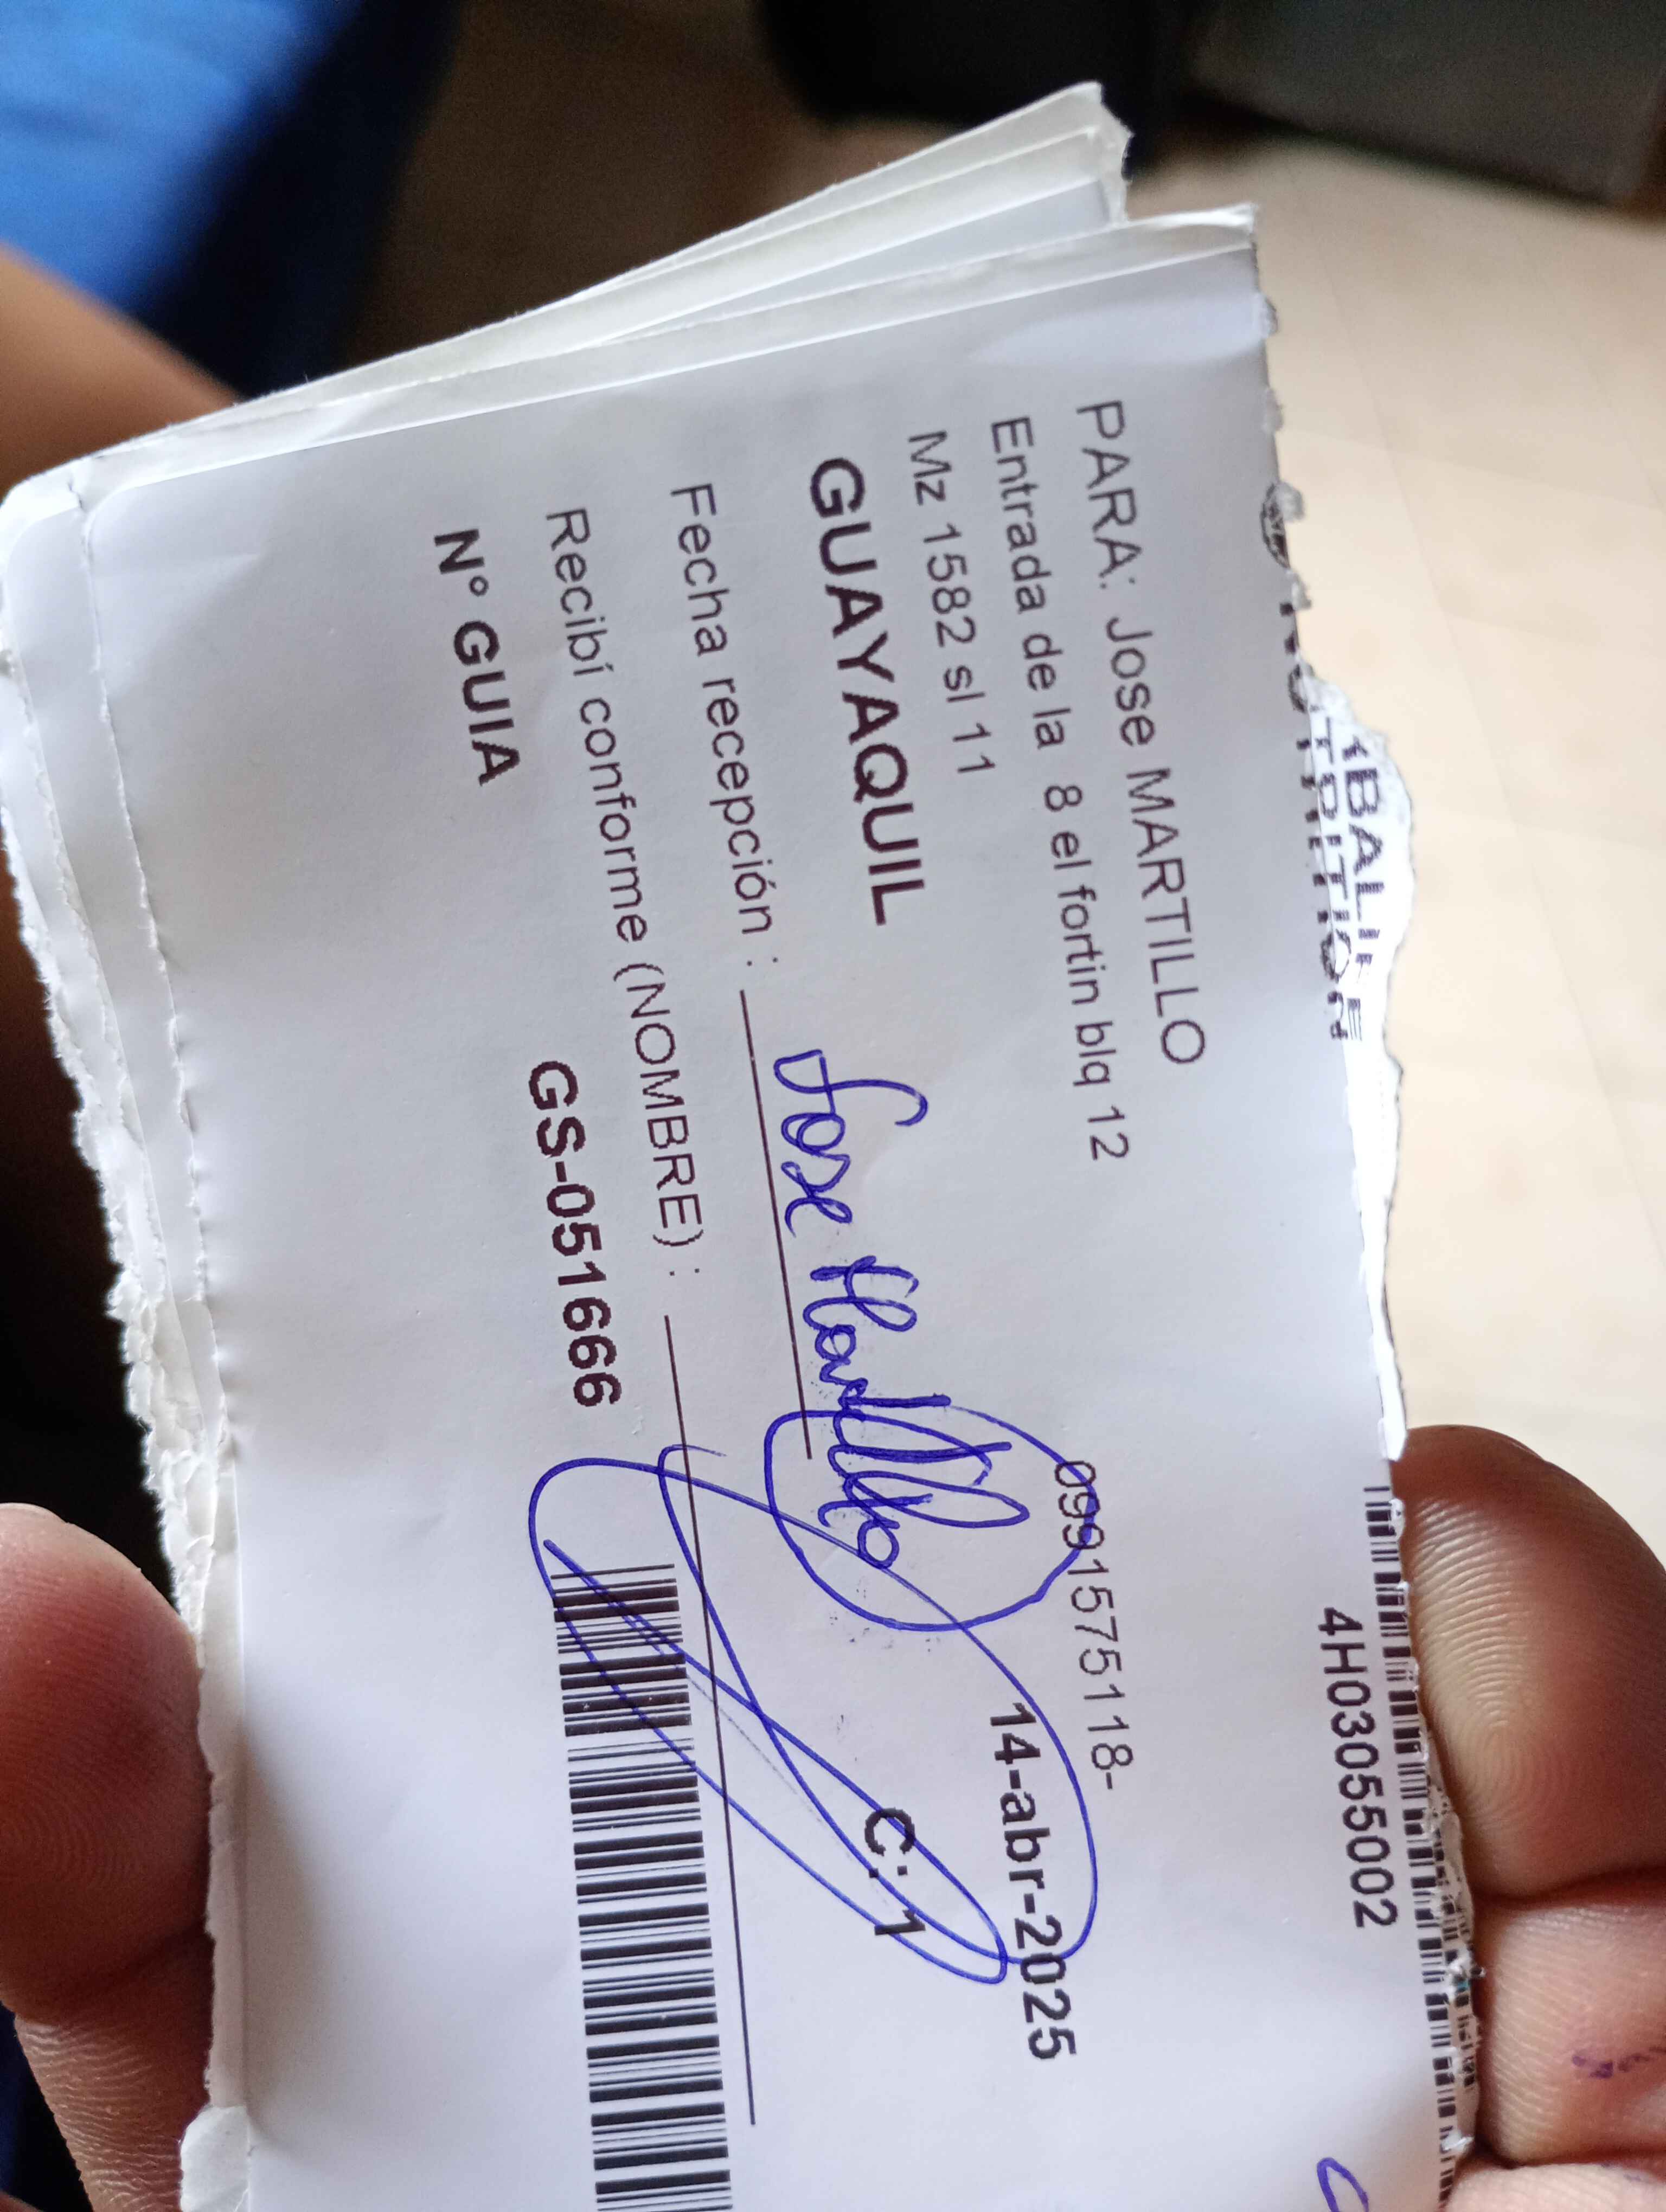 4H03055002
PARA: Jose MARTILLO
Entrada de la 8 el fortin blq 12 0991575118-
Mz 1582 sl 11 14-abr-2025
GUAYAQUIL C: 1
Fecha recepción : Jose Martillo
Recibí conforme (NOMBRE) :
N° GUIA GS-051666